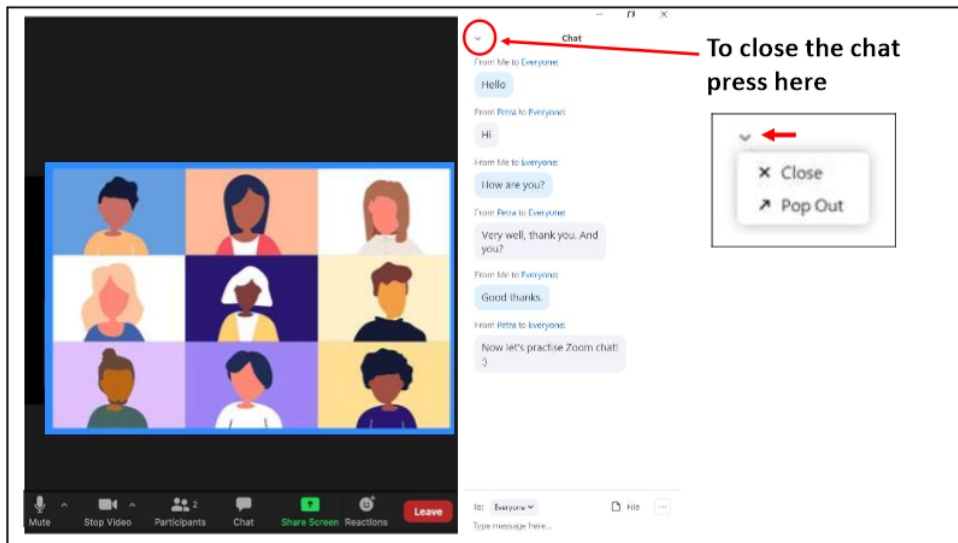 Chat
To close the chat
press here
From Me to Everyone:
Hello
From Petra to Everyone:
Hi
From Me to Everyone:
How are you?
From Petra to Everyone:
Very well, thank you. And
you?
From Me to Everyone:
Good thanks.
From Petra to Everyone:
Now let's practise Zoom chat!
:)
Close
Pop Out
2
Mute
Stop Video
Participants
Chat
Share Screen
Reactions
Leave
To: Everyone
File
Type message here...